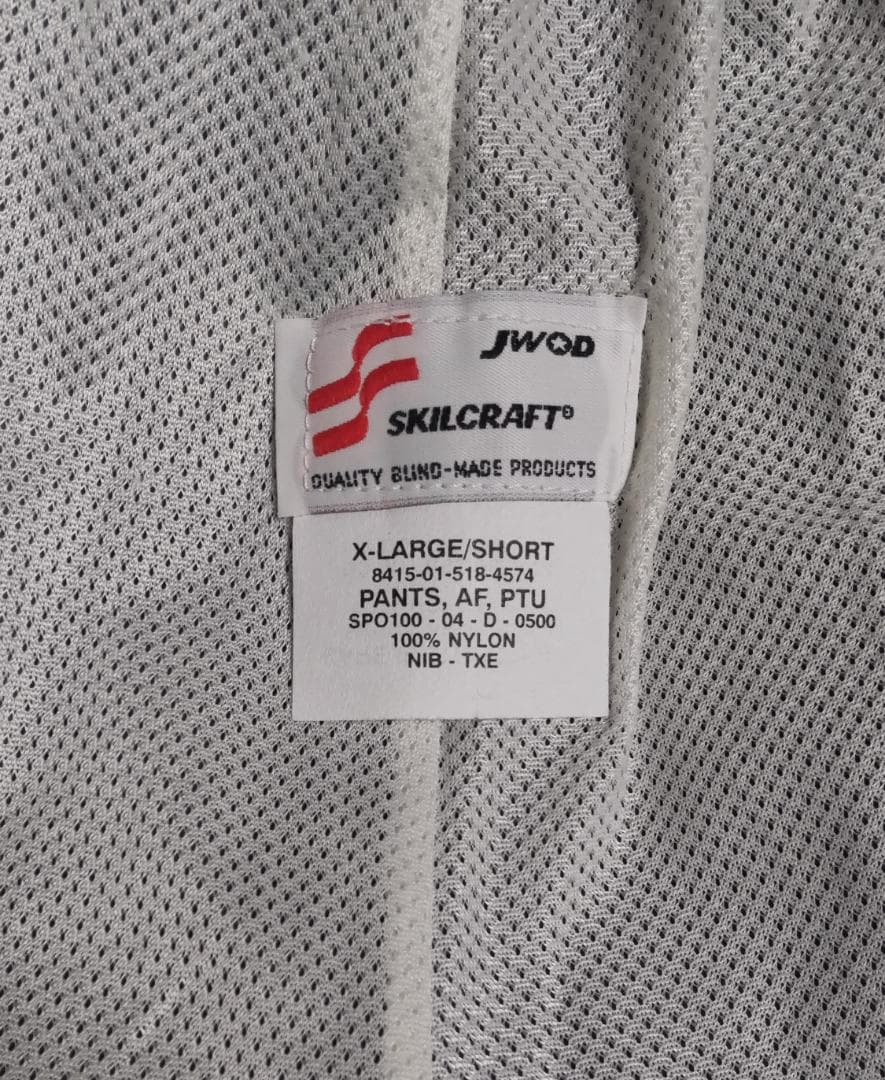 JWOD
SKILCRAFT®
QUALITY BLIND-MADE PRODUCTS
X-LARGE/SHORT
8415-01-518-4574
PANTS, AF, PTU
SPO100 - 04 - D - 0500
100% NYLON
NIB - TXE